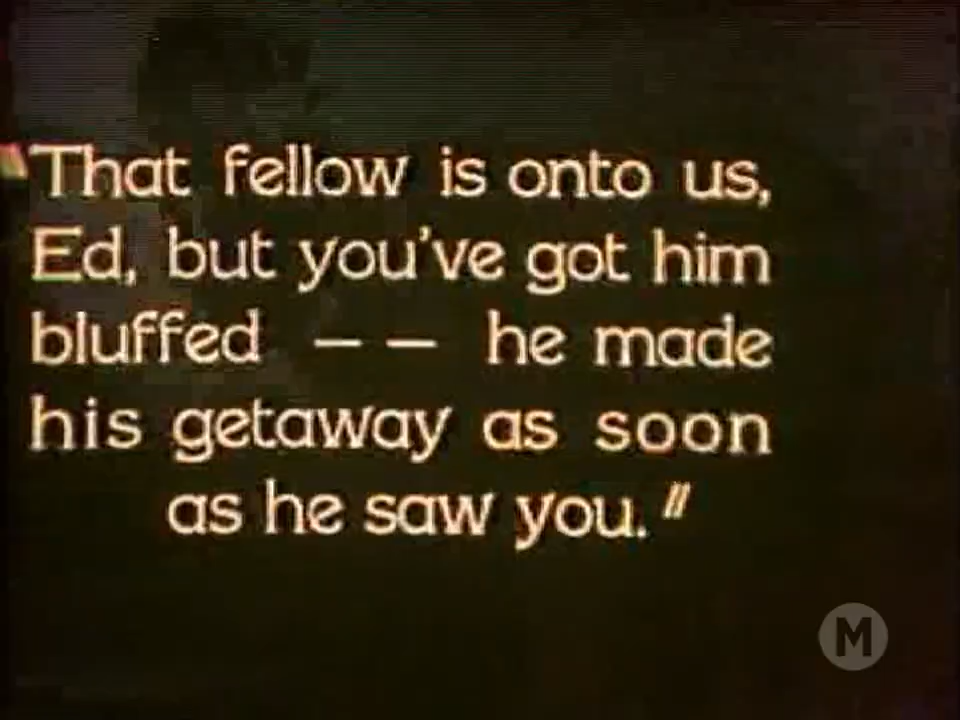 "That fellow is onto us,
Ed, but you've got him
bluffed -- he made
his getaway as soon
as he saw you."
M